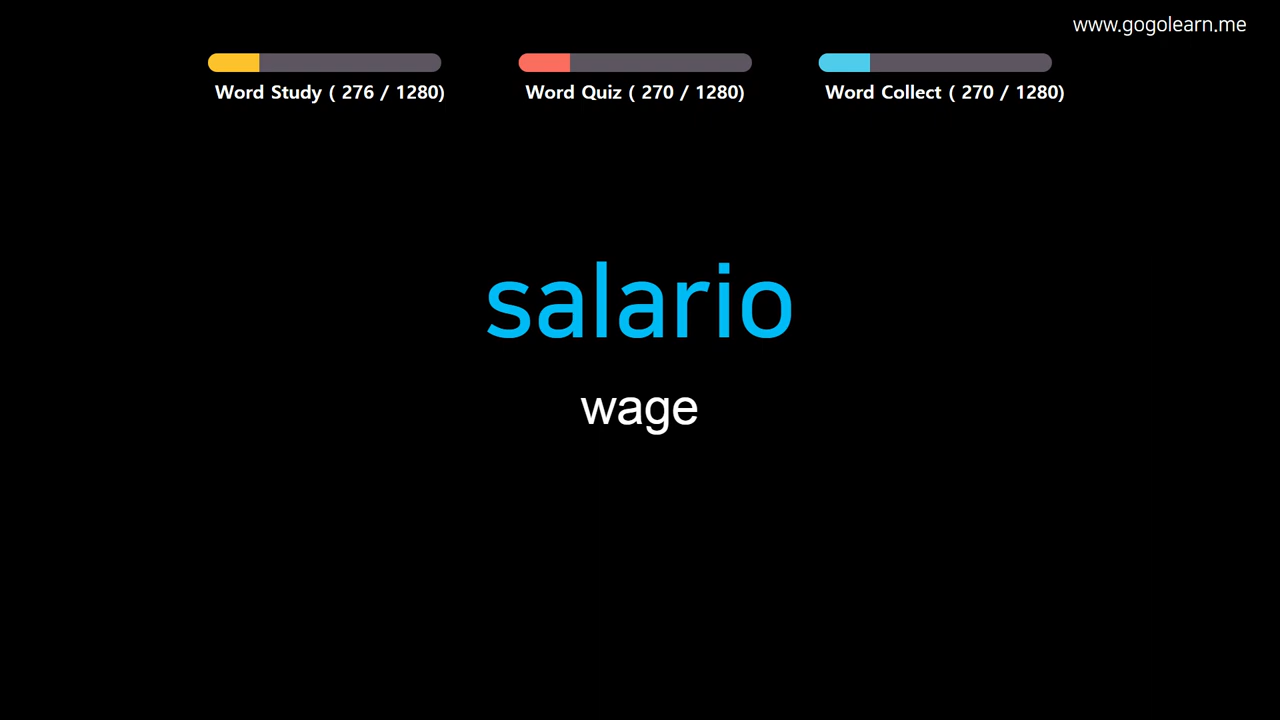 www.gogolearn.me
Word Study ( 276 / 1280)
Word Quiz ( 270 / 1280)
Word Collect ( 270 / 1280)
salario
wage